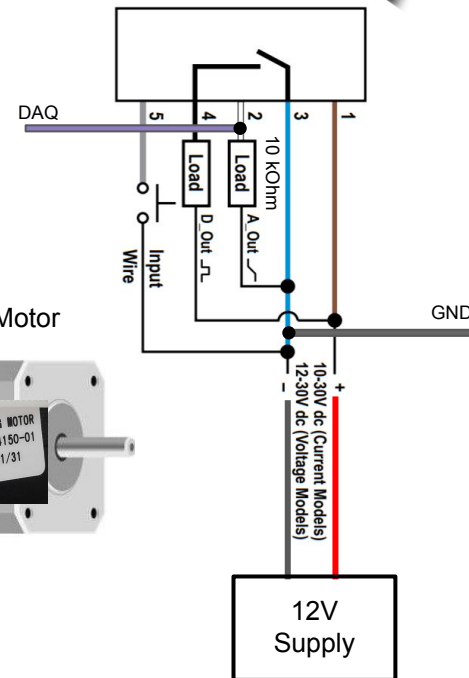 5 4 2 3 1
DAQ
10 kOhm
Load
Load
D_Out
A_Out
Input
Wire
GND
Motor
MOTOR
150-01
1/31
- +
10-30V dc (Current Models)
12-30V dc (Voltage Models)
12V
Supply